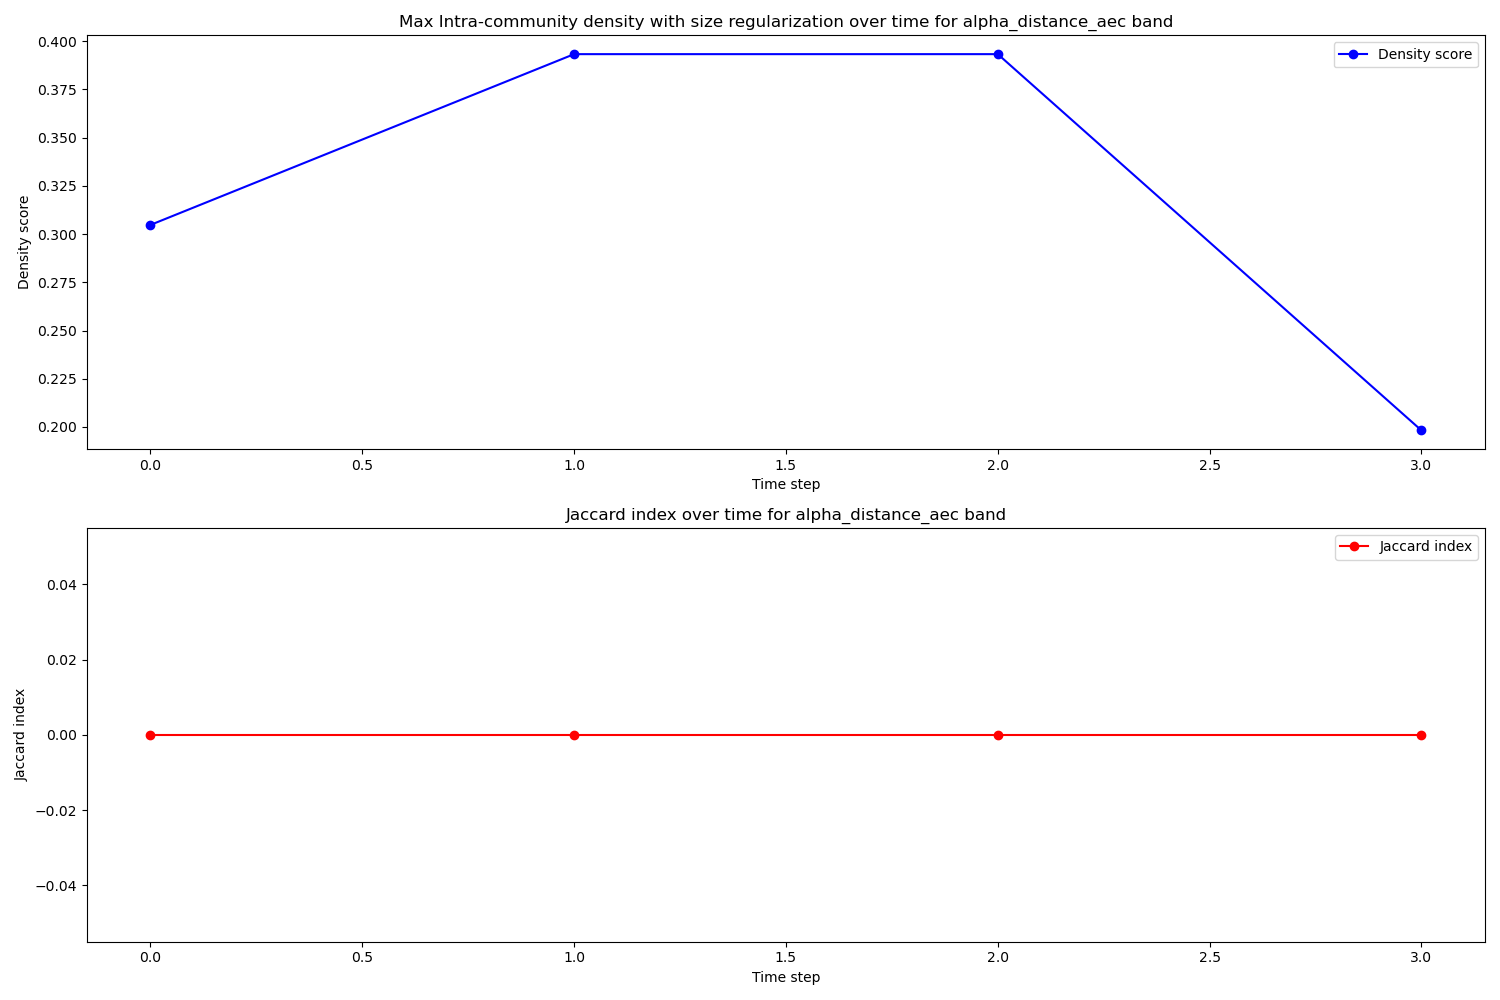 Max Intra-community density with size regularization over time for alpha_distance_aec band
0.400
0.375
0.350
0.325
0.300
0.275
0.250
0.225
0.200
Density score
Density score
0.0 0.5 1.0 1.5 2.0 2.5 3.0
Time step
Jaccard index over time for alpha_distance_aec band
0.04
0.02
0.00
−0.02
−0.04
Jaccard index
Jaccard index
0.0 0.5 1.0 1.5 2.0 2.5 3.0
Time step